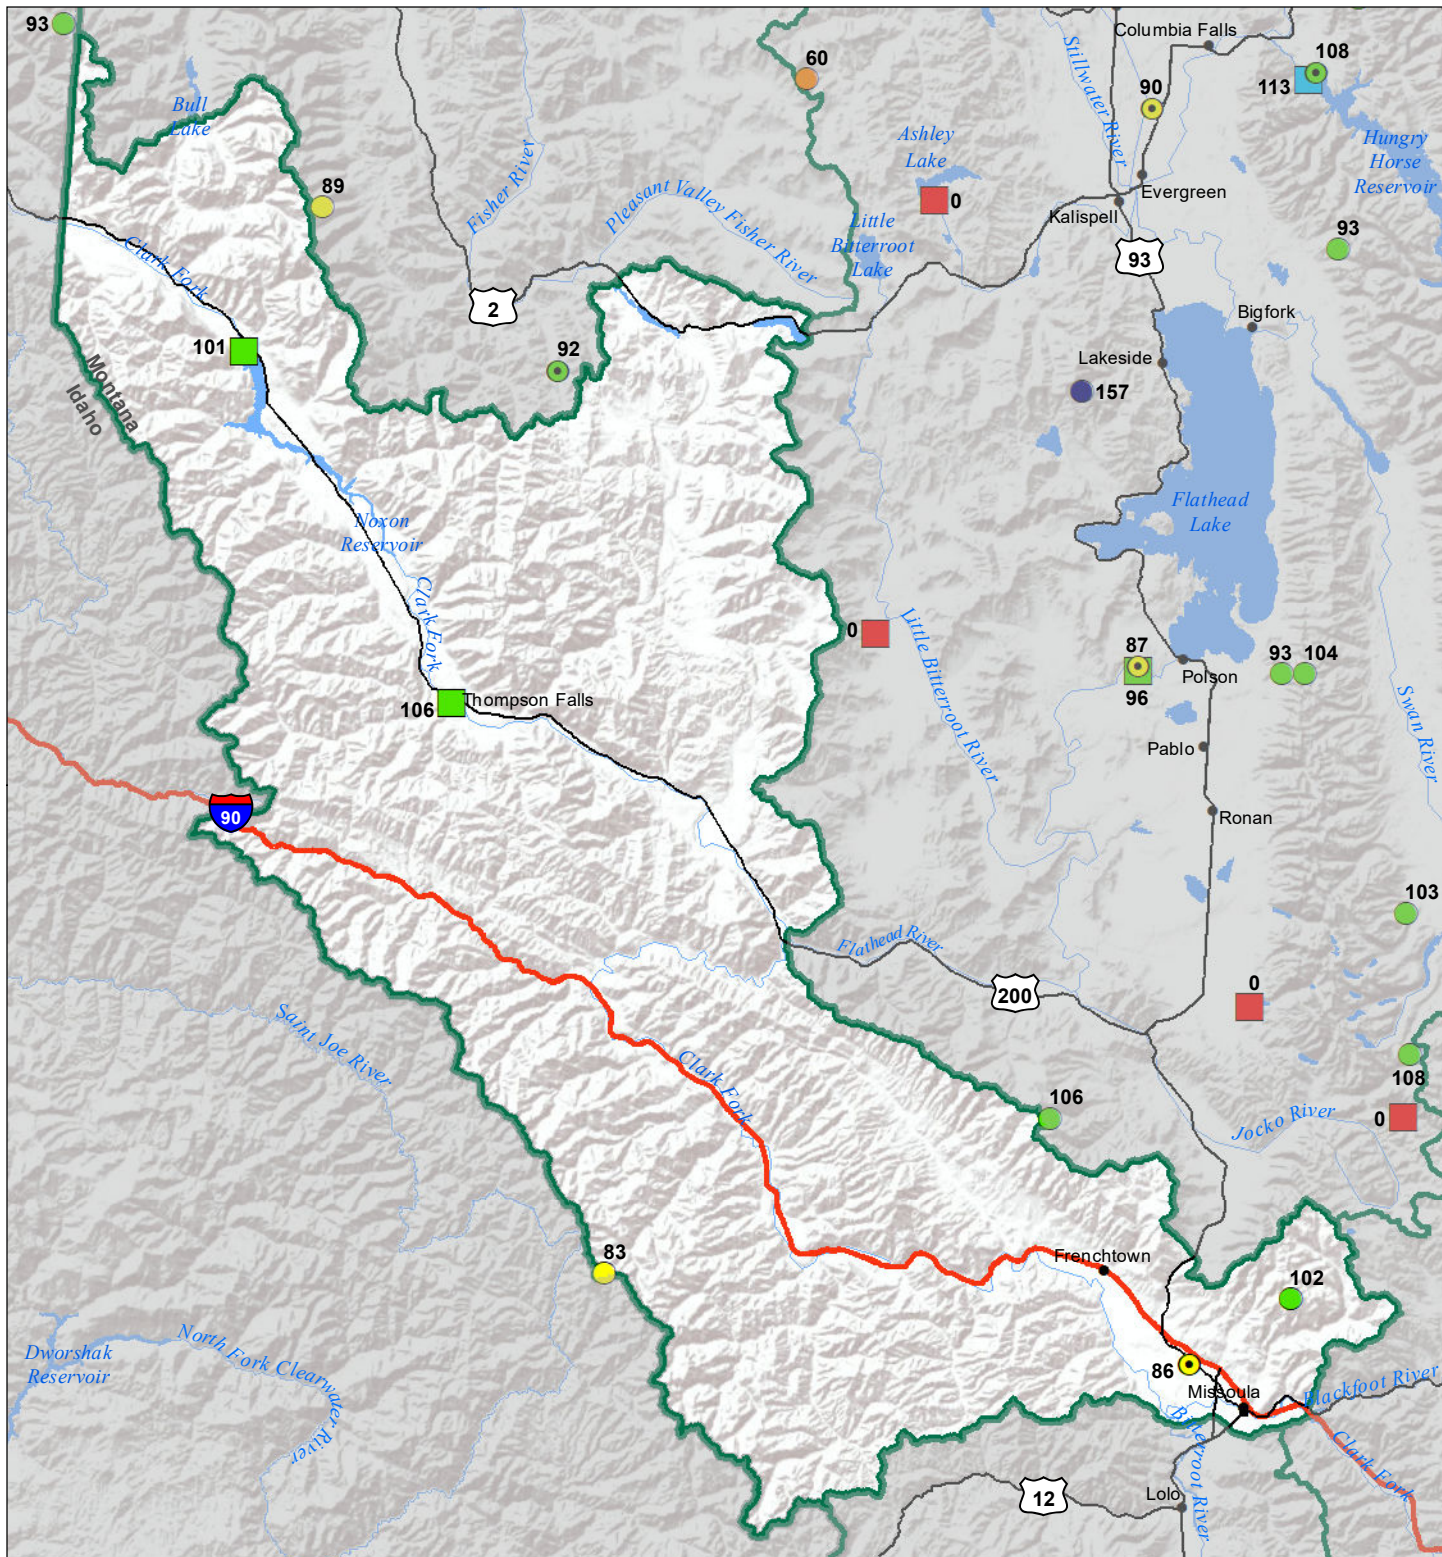 93
60
Columbia Falls
108
113
90
Stillwater River
Bull
Lake
Ashley
Lake
Hungry
Horse
Reservoir
Fisher River
Pleasant Valley Fisher River
89
0
Evergreen
Kalispell
Little
Bitterroot
Lake
93
93
Clark Fork
2
Bigfork
101
92
Lakeside
Montana
Idaho
157
Flathead
Lake
Noxon
Reservoir
Clark Fork
0
Little Bitterroot River
87
96
Polson
93
104
Swan River
106
Thompson Falls
Pablo
90
Ronan
103
Flathead River
200
0
Saint Joe River
Clark Fork
108
106
0
Jocko River
83
Frenchtown
102
Dworshak
Reservoir
North Fork Clearwater
River
86
Missoula
Blackfoot River
Bitterroot River
Clark Fork
12
Lolo